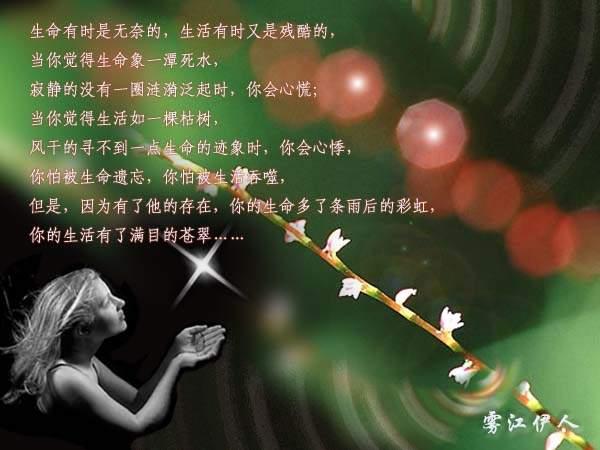 生命有时是无奈的，生活有时又是残酷的，
当你觉得生命象一潭死水，
寂静的没有一圈涟漪泛起时，你会心慌；
当你觉得生活如一棵枯树，
风干的寻不到一点生命的迹象时，你会心悸，
你怕被生命遗忘，你怕被生活吞噬，
但是，因为有了他的存在，你的生命多了条雨后的彩虹，
你的生活有了满目的苍翠……
雾江伊人